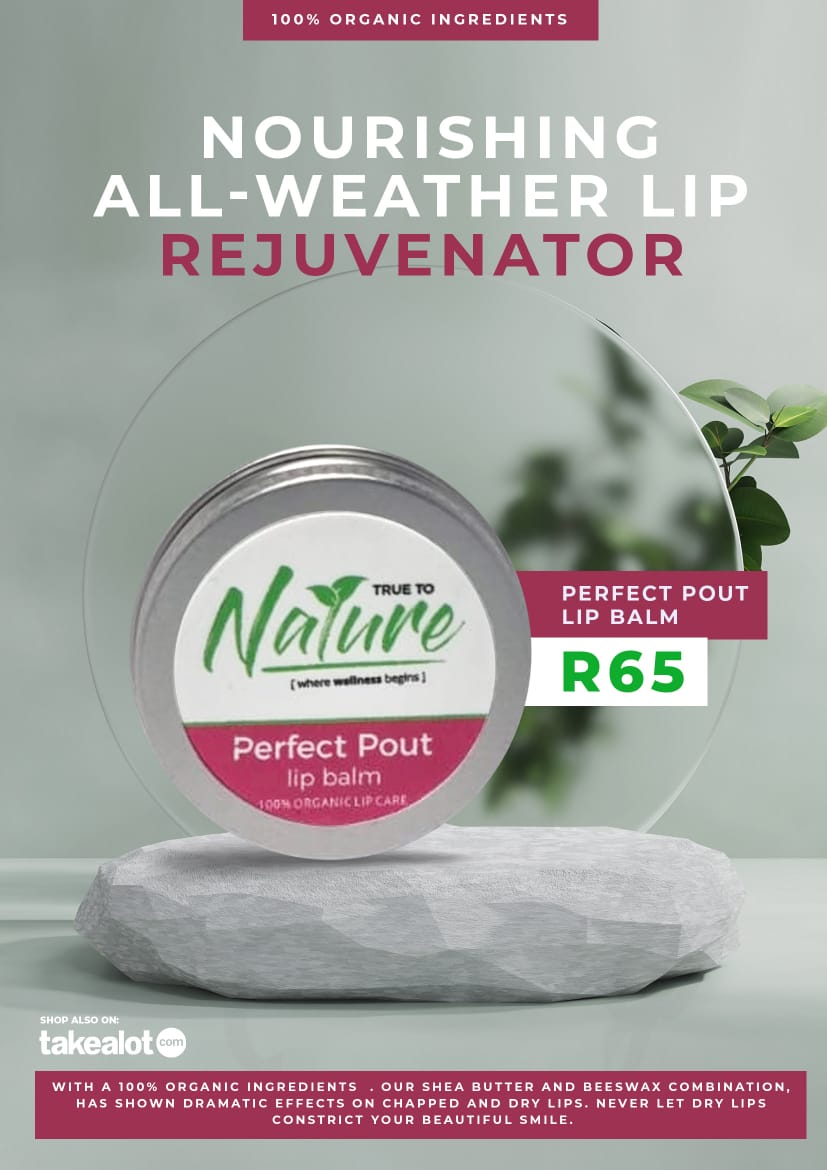 100% ORGANIC INGREDIENTS
NOURISHING
ALL-WEATHER LIP
REJUVENATOR
TRUE TO
Nature
[ where wellness begins ]
Perfect Pout
lip balm
100% ORGANIC LIP CARE
PERFECT POUT
LIP BALM
R65
SHOP ALSO ON:
takealot com
WITH A 100% ORGANIC INGREDIENTS . OUR SHEA BUTTER AND BEESWAX COMBINATION,
HAS SHOWN DRAMATIC EFFECTS ON CHAPPED AND DRY LIPS. NEVER LET DRY LIPS
CONSTRICT YOUR BEAUTIFUL SMILE.